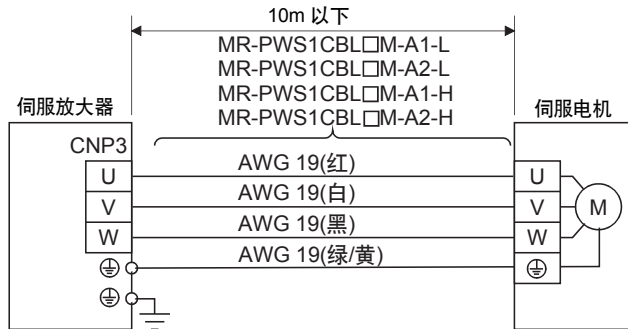 10m 以下
MR-PWS1CBL□M-A1-L
MR-PWS1CBL□M-A2-L
MR-PWS1CBL□M-A1-H
MR-PWS1CBL□M-A2-H
伺服放大器
伺服电机
CNP3
U AWG 19(红) U
V AWG 19(白) V M
W AWG 19(黑) W
AWG 19(绿/黄)